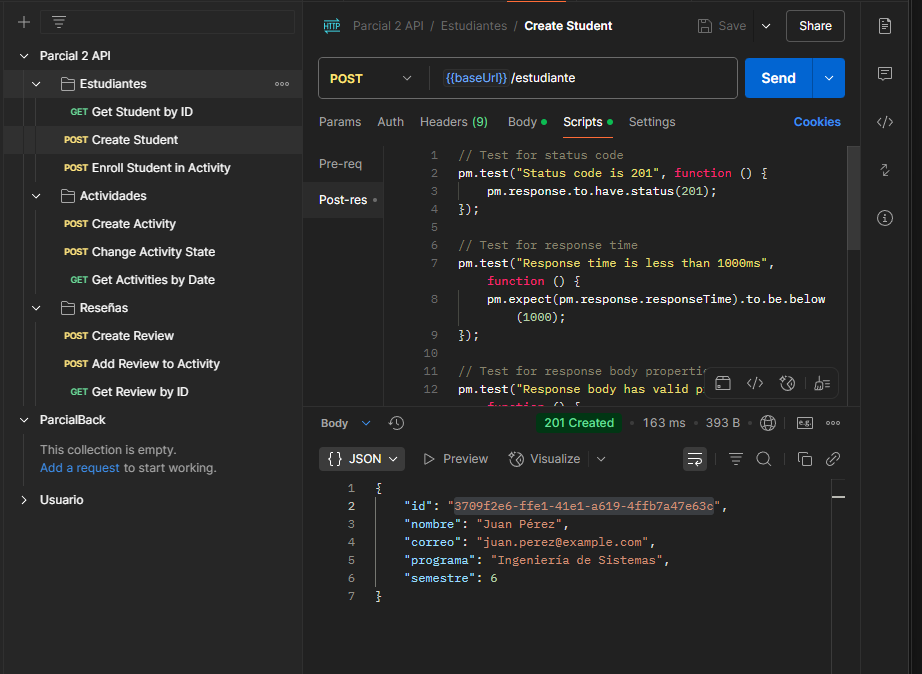 Parcial 2 API
Estudiantes
GET Get Student by ID
POST Create Student
POST Enroll Student in Activity
Actividades
POST Create Activity
POST Change Activity State
GET Get Activities by Date
Reseñas
POST Create Review
POST Add Review to Activity
GET Get Review by ID
ParcialBack
This collection is empty.
Add a request to start working.
Usuario
HTTP Parcial 2 API / Estudiantes / Create Student
Save
Share
POST
{{baseUrl}} /estudiante
Send
Params Auth Headers (9) Body Scripts Settings
Cookies
Pre-req
Post-res
1 // Test for status code
2 pm.test("Status code is 201", function () {
3 pm.response.to.have.status(201);
4 });
5
6 // Test for response time
7 pm.test("Response time is less than 1000ms",
function () {
8 pm.expect(pm.response.responseTime).to.be.below
(1000);
9 });
10
11 // Test for response body properti
12 pm.test("Response body has valid p
function () {
Body
201 Created
163 ms
393 B
e.g.
{ } JSON
Preview
Visualize
1 {
2 "id": "3709f2e6-ffe1-41e1-a619-4ffb7a47e63c",
3 "nombre": "Juan Pérez",
4 "correo": "juan.perez@example.com",
5 "programa": "Ingeniería de Sistemas",
6 "semestre": 6
7 }